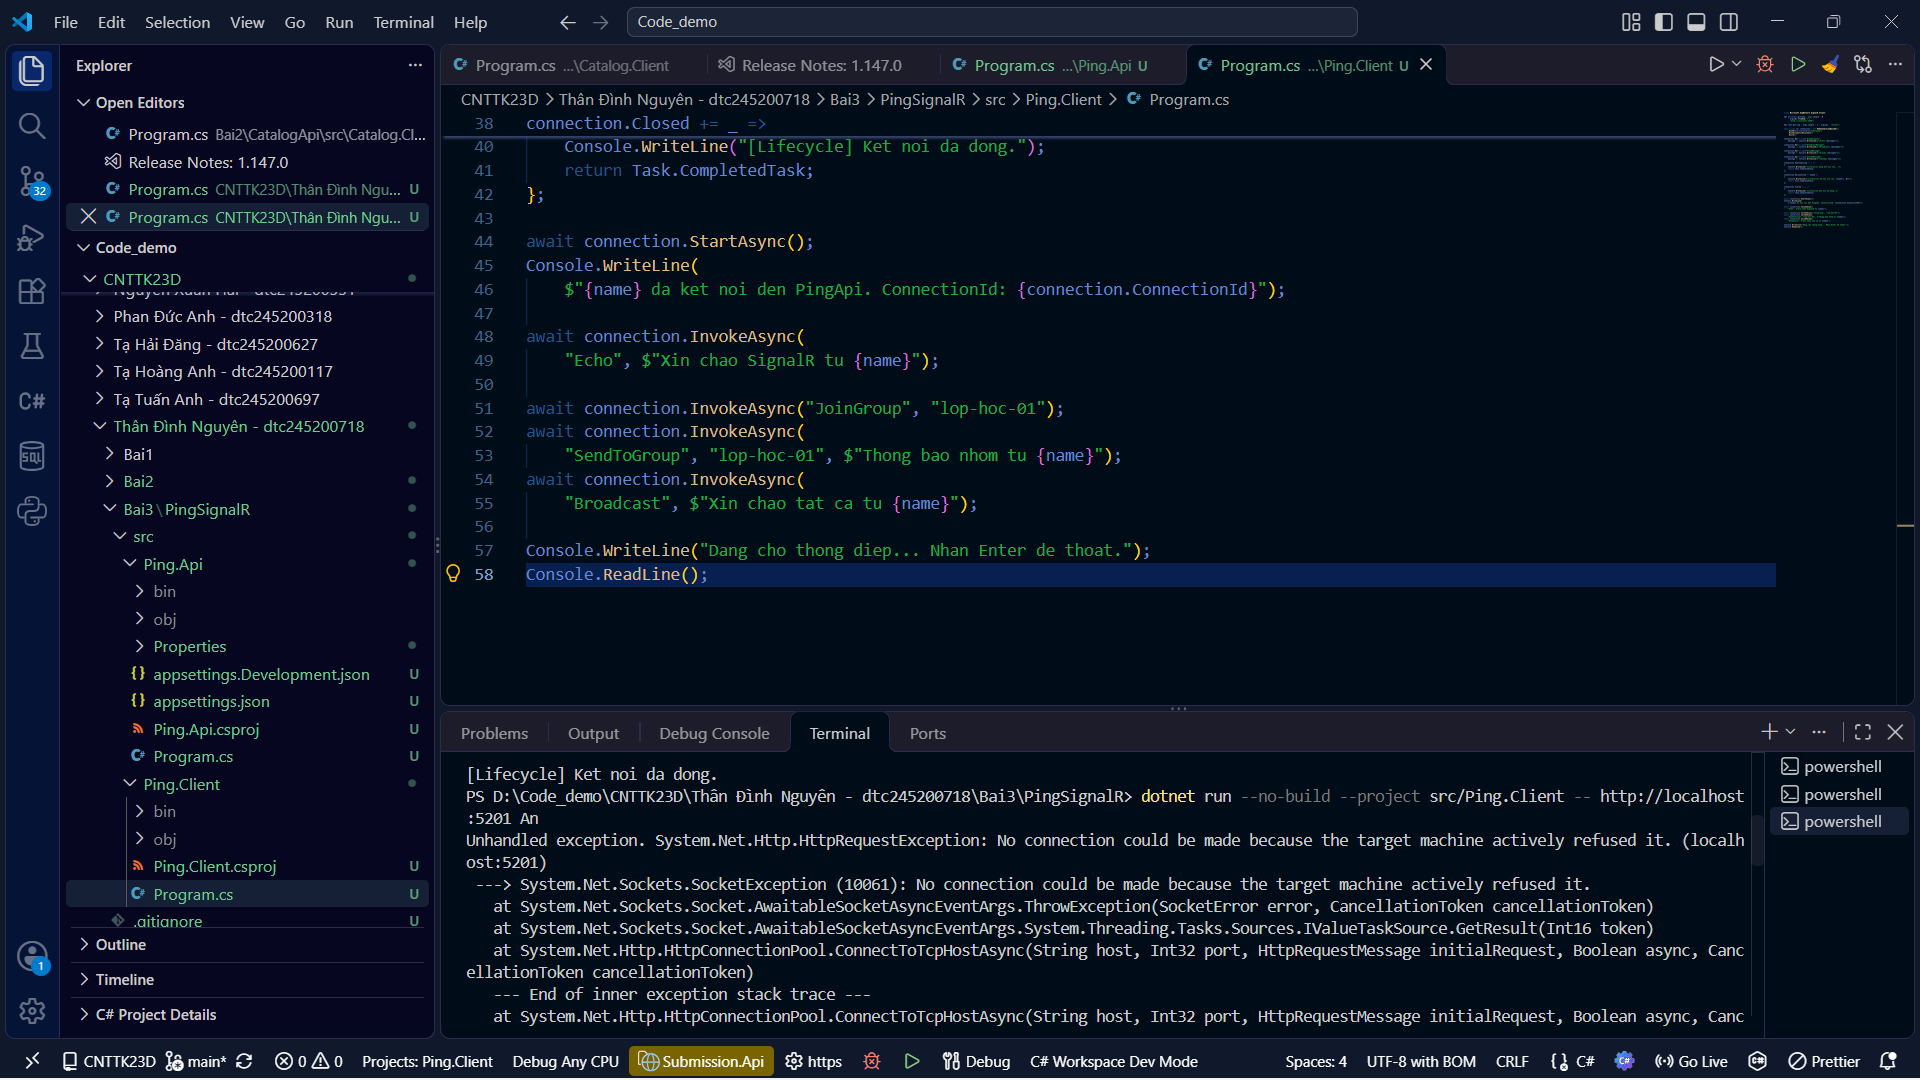 File Edit Selection View Go Run Terminal Help
Code_demo
Explorer
Open Editors
Program.cs Bai2\CatalogApi\src\Catalog.Cl...
Release Notes: 1.147.0
Program.cs CNTTK23D\Thân Đình Ngu... U
Program.cs CNTTK23D\Thân Đình Ngu... U
Code_demo
CNTTK23D
Phan Đức Anh - dtc245200318
Tạ Hải Đăng - dtc245200627
Tạ Hoàng Anh - dtc245200117
Tạ Tuấn Anh - dtc245200697
Thân Đình Nguyên - dtc245200718
Bai1
Bai2
Bai3\PingSignalR
src
Ping.Api
bin
obj
Properties
appsettings.Development.json U
appsettings.json U
Ping.Api.csproj U
Program.cs U
Ping.Client
bin
obj
Ping.Client.csproj U
Program.cs U
.gitignore U
Outline
Timeline
C# Project Details
32
C#
SQL
1
Program.cs ...\Catalog.Client
Release Notes: 1.147.0
Program.cs ...\Ping.Api U
Program.cs ...\Ping.Client U
CNTTK23D > Thân Đình Nguyên - dtc245200718 > Bai3 > PingSignalR > src > Ping.Client > Program.cs
38 connection.Closed += _ =>
40 Console.WriteLine("[Lifecycle] Ket noi da dong.");
41 return Task.CompletedTask;
42 };
43
44 await connection.StartAsync();
45 Console.WriteLine(
46 $"{name} da ket noi den PingApi. ConnectionId: {connection.ConnectionId}");
47
48 await connection.InvokeAsync(
49 "Echo", $"Xin chao SignalR tu {name}");
50
51 await connection.InvokeAsync("JoinGroup", "lop-hoc-01");
52 await connection.InvokeAsync(
53 "SendToGroup", "lop-hoc-01", $"Thong bao nhom tu {name}");
54 await connection.InvokeAsync(
55 "Broadcast", $"Xin chao tat ca tu {name}");
56
57 Console.WriteLine("Dang cho thong diep... Nhan Enter de thoat.");
58 Console.ReadLine();
Problems Output Debug Console Terminal Ports
[Lifecycle] Ket noi da dong.
PS D:\Code_demo\CNTTK23D\Thân Đình Nguyên - dtc245200718\Bai3\PingSignalR> dotnet run --no-build --project src/Ping.Client -- http://localhost
:5201 An
Unhandled exception. System.Net.Http.HttpRequestException: No connection could be made because the target machine actively refused it. (localh
ost:5201)
---> System.Net.Sockets.SocketException (10061): No connection could be made because the target machine actively refused it.
at System.Net.Sockets.Socket.AwaitableSocketAsyncEventArgs.ThrowException(SocketError error, CancellationToken cancellationToken)
at System.Net.Sockets.Socket.AwaitableSocketAsyncEventArgs.System.Threading.Tasks.Sources.IValueTaskSource.GetResult(Int16 token)
at System.Net.Http.HttpConnectionPool.ConnectToTcpHostAsync(String host, Int32 port, HttpRequestMessage initialRequest, Boolean async, Canc
ellationToken cancellationToken)
--- End of inner exception stack trace ---
at System.Net.Http.HttpConnectionPool.ConnectToTcpHostAsync(String host, Int32 port, HttpRequestMessage initialRequest, Boolean async, Canc
powershell
powershell
powershell
CNTTK23D main* 0 0 Projects: Ping.Client Debug Any CPU Submission.Api https Debug C# Workspace Dev Mode Spaces: 4 UTF-8 with BOM CRLF C# Go Live Prettier